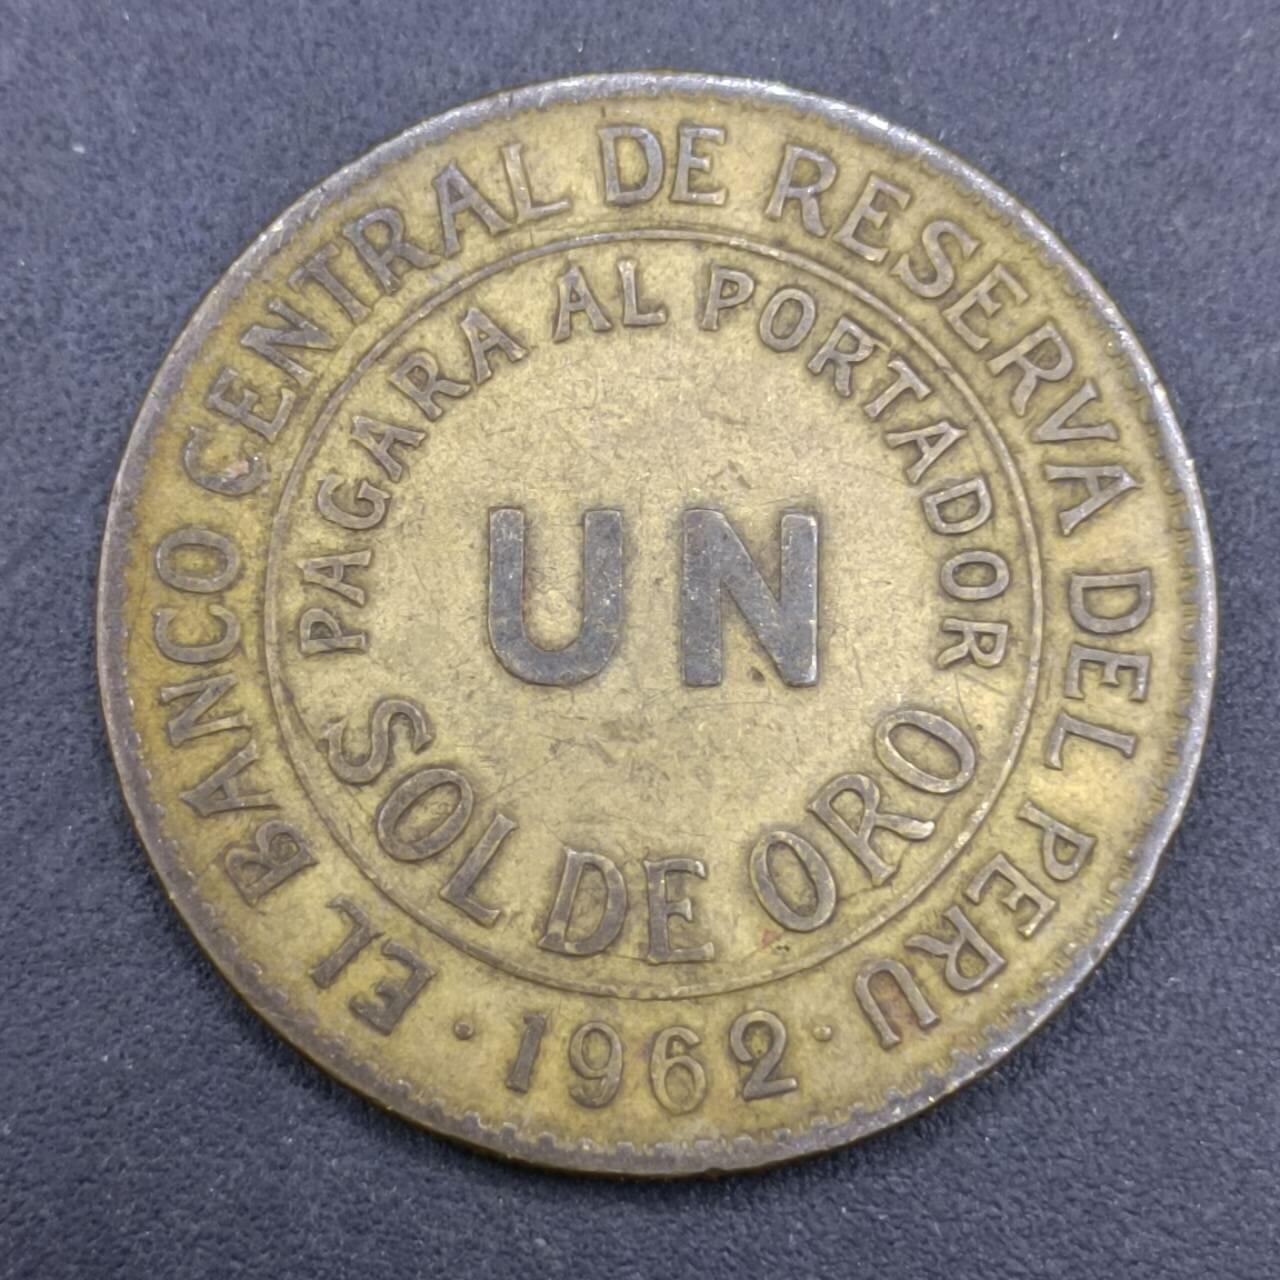 EL BANCO CENTRAL DE RESERVA DEL PERU
PAGARA AL PORTADOR
UN
SOL DE ORO
· 1962 ·